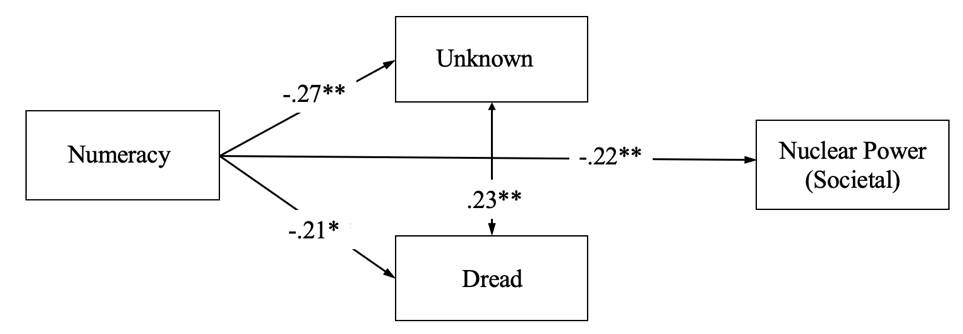 Unknown
-.27**
Numeracy
-.22**
Nuclear Power
(Societal)
.23**
-.21*
Dread